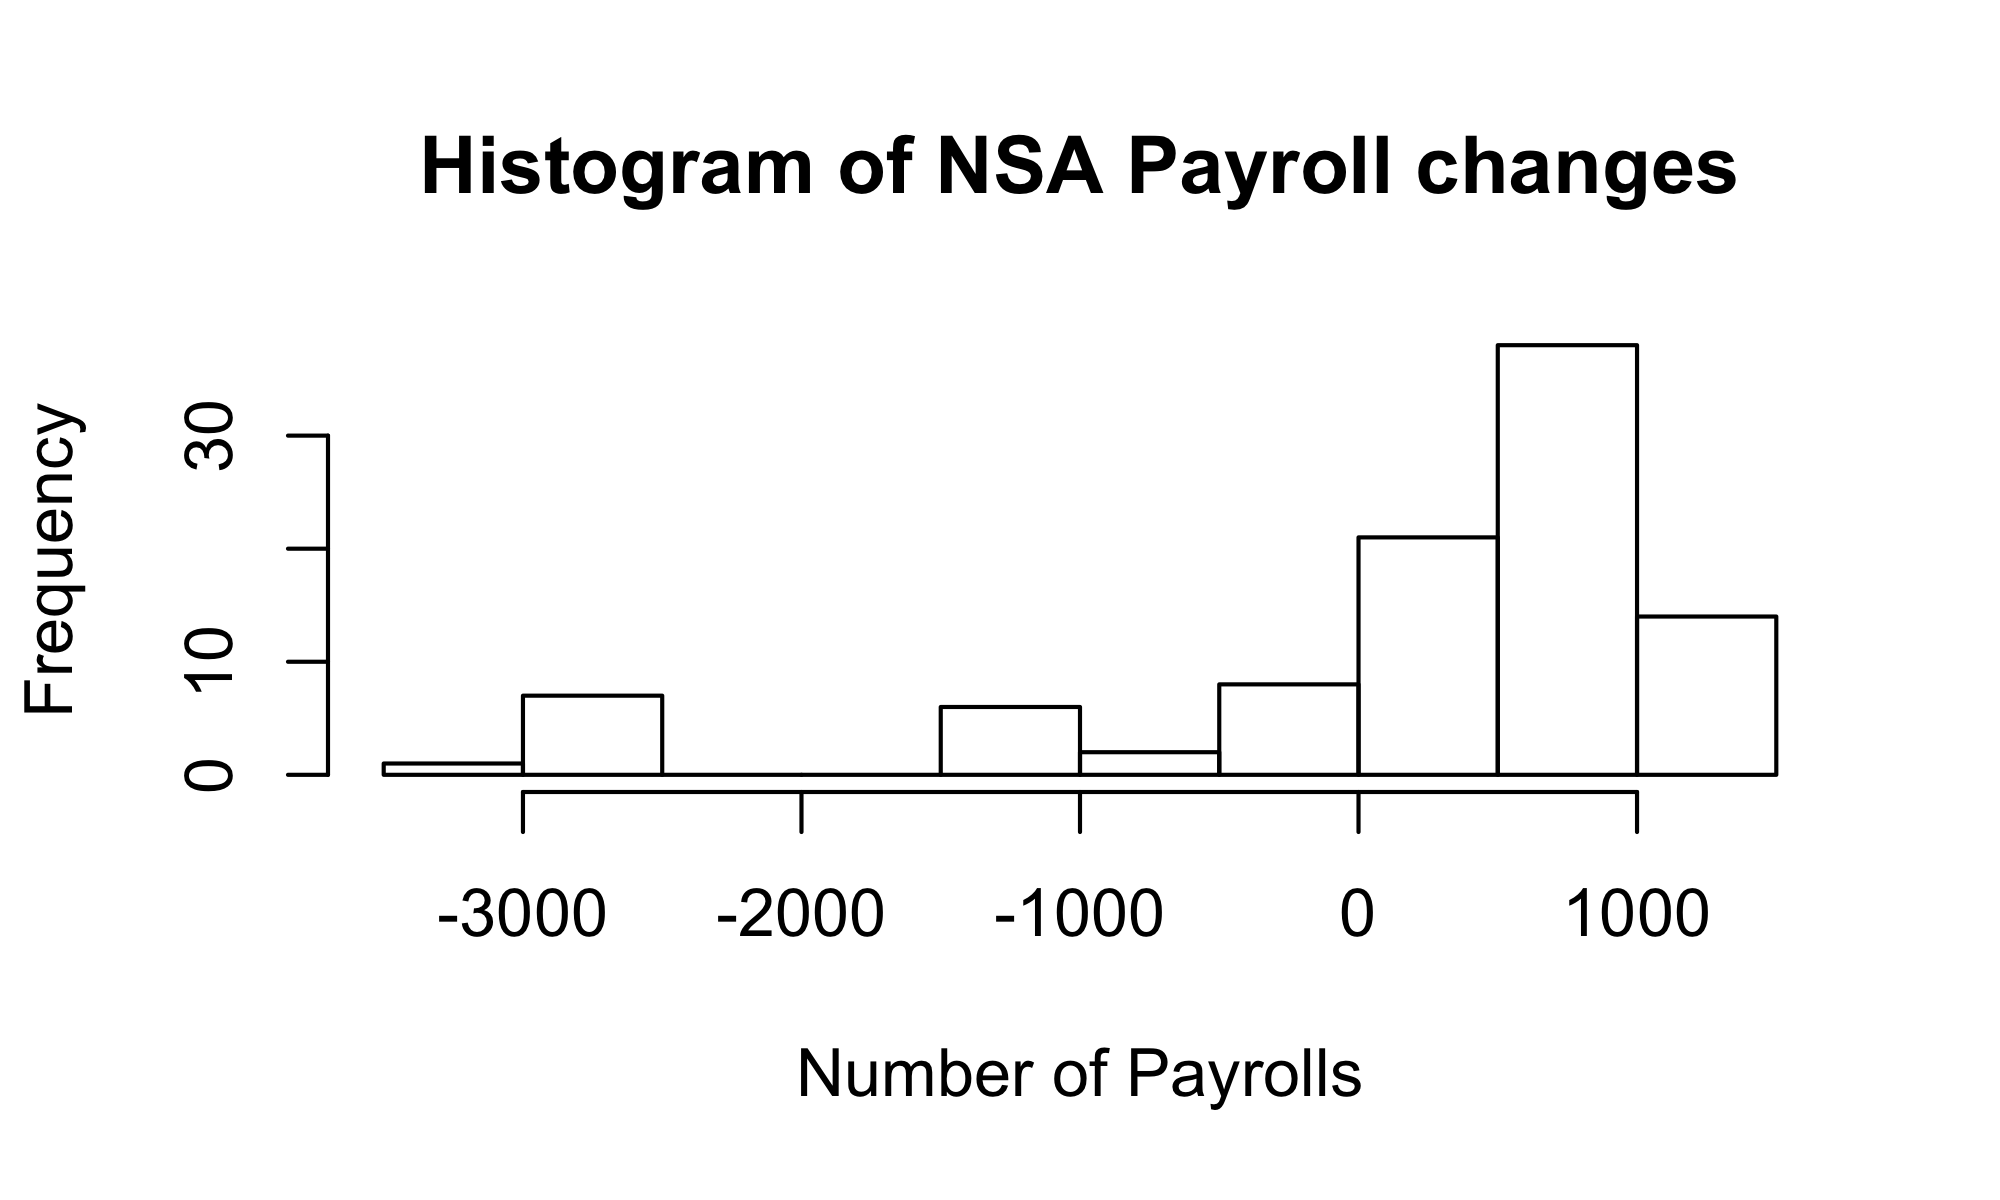 Histogram of NSA Payroll changes
Frequency
30
10
0
-3000 -2000 -1000 0 1000
Number of Payrolls